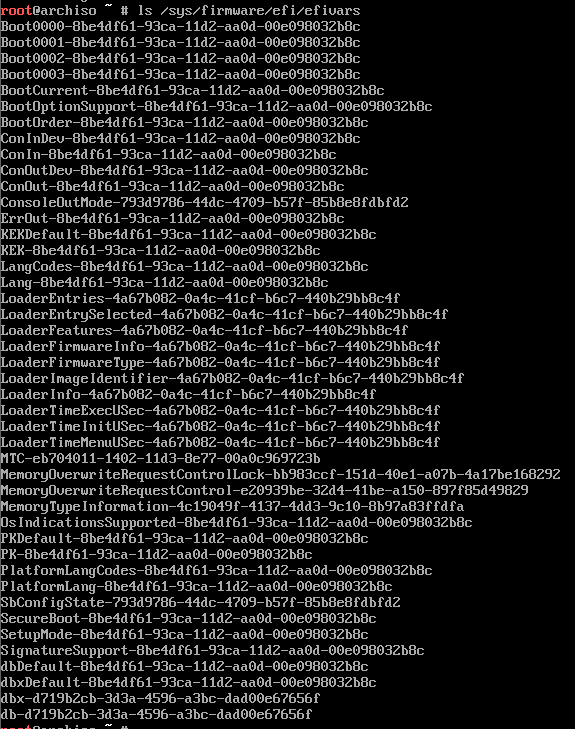 root@archiso ~ # ls /sys/firmware/efi/efivars
Boot0000-8be4df61-93ca-11d2-aa0d-00e098032b8c
Boot0001-8be4df61-93ca-11d2-aa0d-00e098032b8c
Boot0002-8be4df61-93ca-11d2-aa0d-00e098032b8c
Boot0003-8be4df61-93ca-11d2-aa0d-00e098032b8c
BootCurrent-8be4df61-93ca-11d2-aa0d-00e098032b8c
BootOptionSupport-8be4df61-93ca-11d2-aa0d-00e098032b8c
BootOrder-8be4df61-93ca-11d2-aa0d-00e098032b8c
ConInDev-8be4df61-93ca-11d2-aa0d-00e098032b8c
ConIn-8be4df61-93ca-11d2-aa0d-00e098032b8c
ConOutDev-8be4df61-93ca-11d2-aa0d-00e098032b8c
ConOut-8be4df61-93ca-11d2-aa0d-00e098032b8c
ConsoleOutMode-793d9786-44dc-4709-b57f-85b8e8fdbfd2
ErrOut-8be4df61-93ca-11d2-aa0d-00e098032b8c
KEKDefault-8be4df61-93ca-11d2-aa0d-00e098032b8c
KEK-8be4df61-93ca-11d2-aa0d-00e098032b8c
LangCodes-8be4df61-93ca-11d2-aa0d-00e098032b8c
Lang-8be4df61-93ca-11d2-aa0d-00e098032b8c
LoaderEntries-4a67b082-0a4c-41cf-b6c7-440b29bb8c4f
LoaderEntrySelected-4a67b082-0a4c-41cf-b6c7-440b29bb8c4f
LoaderFeatures-4a67b082-0a4c-41cf-b6c7-440b29bb8c4f
LoaderFirmwareInfo-4a67b082-0a4c-41cf-b6c7-440b29bb8c4f
LoaderFirmwareType-4a67b082-0a4c-41cf-b6c7-440b29bb8c4f
LoaderImageIdentifier-4a67b082-0a4c-41cf-b6c7-440b29bb8c4f
LoaderInfo-4a67b082-0a4c-41cf-b6c7-440b29bb8c4f
LoaderTimeExecUSec-4a67b082-0a4c-41cf-b6c7-440b29bb8c4f
LoaderTimeInitUSec-4a67b082-0a4c-41cf-b6c7-440b29bb8c4f
LoaderTimeMenuUSec-4a67b082-0a4c-41cf-b6c7-440b29bb8c4f
MTC-eb704011-1402-11d3-8e77-00a0c969723b
MemoryOverwriteRequestControlLock-bb983ccf-151d-40e1-a07b-4a17be168292
MemoryOverwriteRequestControl-e20939be-32d4-41be-a150-897f85d49829
MemoryTypeInformation-4c19049f-4137-4dd3-9c10-8b97a83ffdfa
OsIndicationsSupported-8be4df61-93ca-11d2-aa0d-00e098032b8c
PKDefault-8be4df61-93ca-11d2-aa0d-00e098032b8c
PK-8be4df61-93ca-11d2-aa0d-00e098032b8c
PlatformLangCodes-8be4df61-93ca-11d2-aa0d-00e098032b8c
PlatformLang-8be4df61-93ca-11d2-aa0d-00e098032b8c
SbConfigState-793d9786-44dc-4709-b57f-85b8e8fdbfd2
SecureBoot-8be4df61-93ca-11d2-aa0d-00e098032b8c
SetupMode-8be4df61-93ca-11d2-aa0d-00e098032b8c
SignatureSupport-8be4df61-93ca-11d2-aa0d-00e098032b8c
dbDefault-8be4df61-93ca-11d2-aa0d-00e098032b8c
dbxDefault-8be4df61-93ca-11d2-aa0d-00e098032b8c
dbx-d719b2cb-3d3a-4596-a3bc-dad00e67656f
db-d719b2cb-3d3a-4596-a3bc-dad00e67656f
root@archiso ~ #